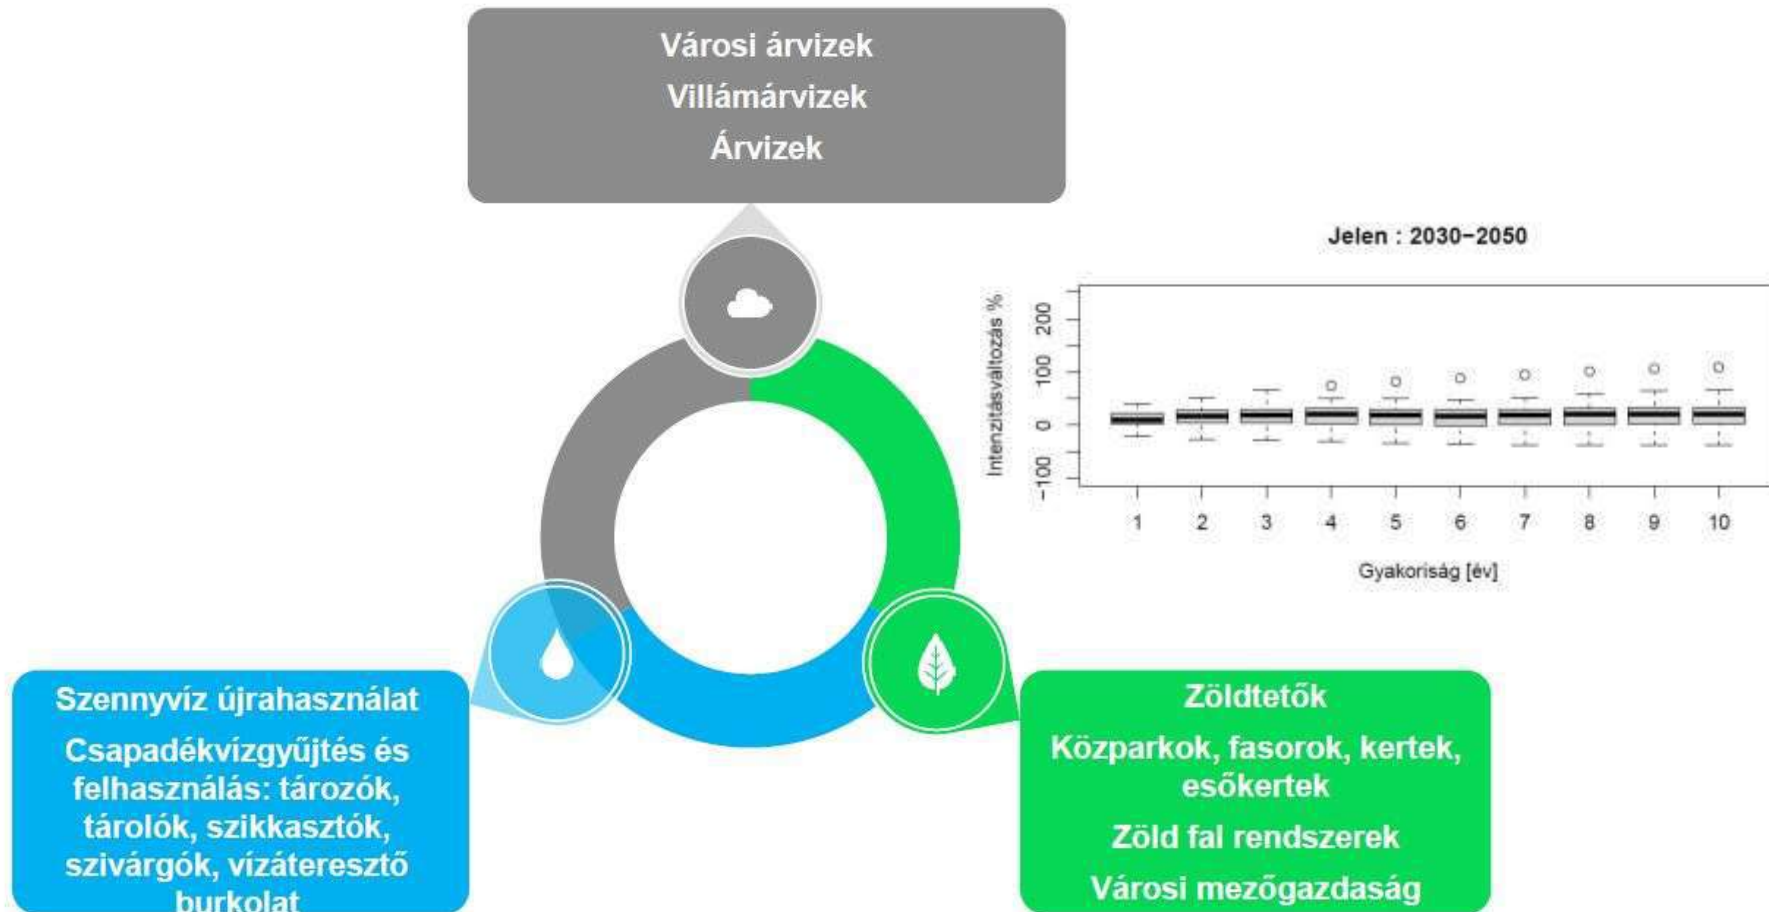 Városi árvizek
Villámárvizek
Árvizek
Jelen : 2030−2050
Intenzitásváltozás %
200
100
0
−100
1 2 3 4 5 6 7 8 9 10
Gyakoriság [év]
Szennyvíz újrahasználat
Csapadékvízgyűjtés és
felhasználás: tározók,
tárolók, szikkasztók,
szivárgók, vízáteresztő
burkolat
Zöldtetők
Közparkok, fasorok, kertek,
esőkertek
Zöld fal rendszerek
Városi mezőgazdaság